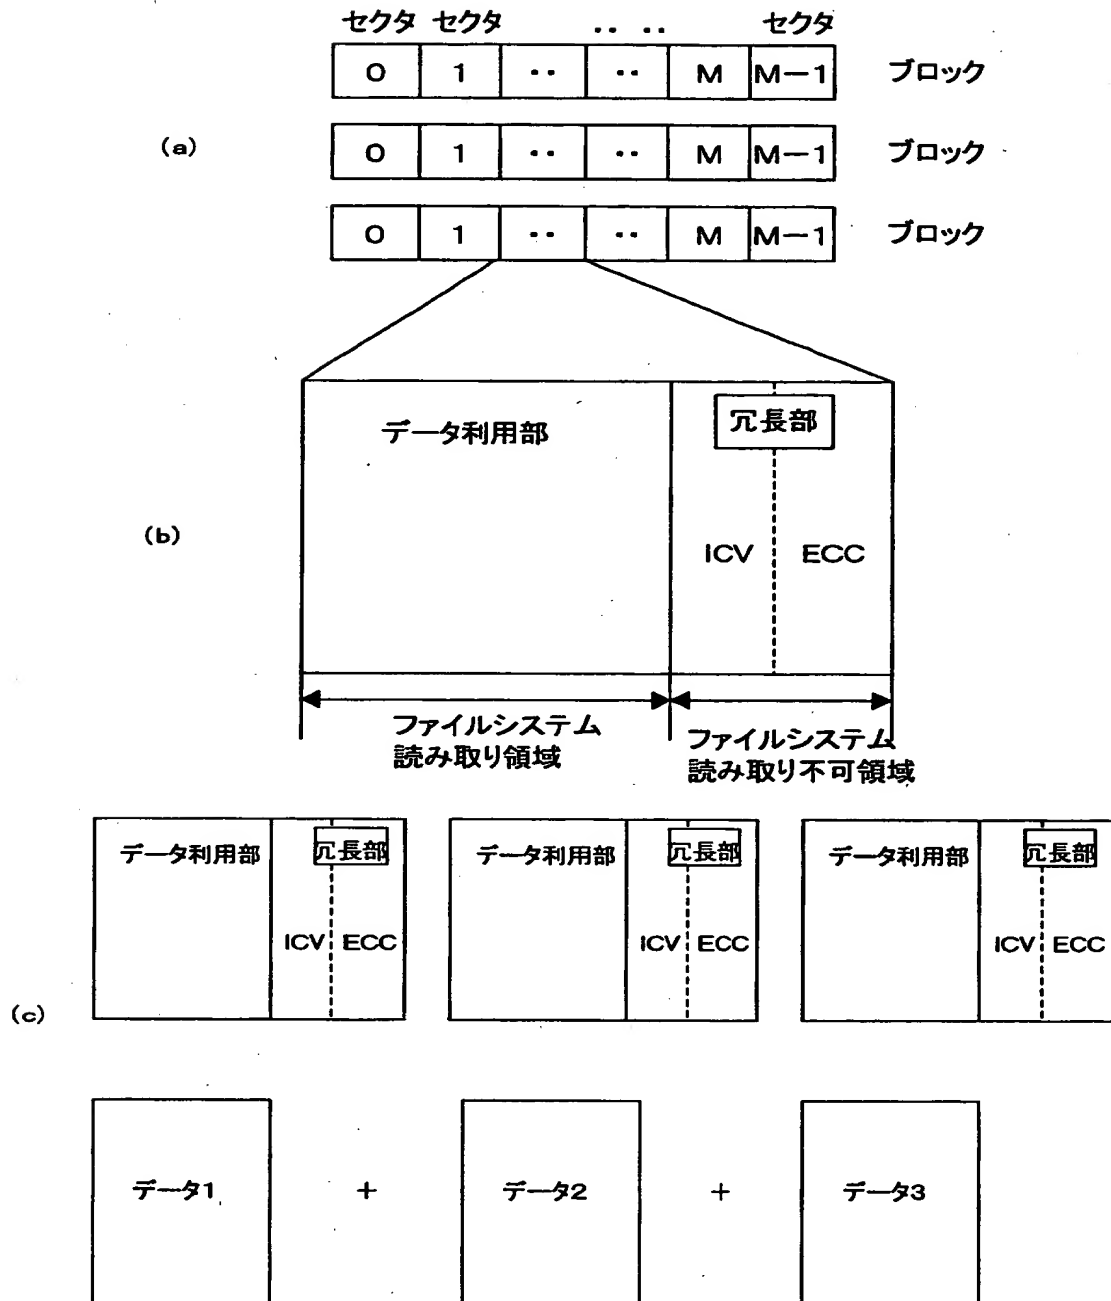 セクタ セクタ ‥ ‥ セクタ
0 1 ‥ ‥ M M−1 ブロック
(a)
0 1 ‥ ‥ M M−1 ブロック
0 1 ‥ ‥ M M−1 ブロック
データ利用部
冗長部
(b)
ICV ECC
ファイルシステム
読み取り領域
ファイルシステム
読み取り不可領域
データ利用部 冗長部 データ利用部 冗長部 データ利用部 冗長部
ICV ECC ICV ECC ICV ECC
(c)
データ1 + データ2 + データ3